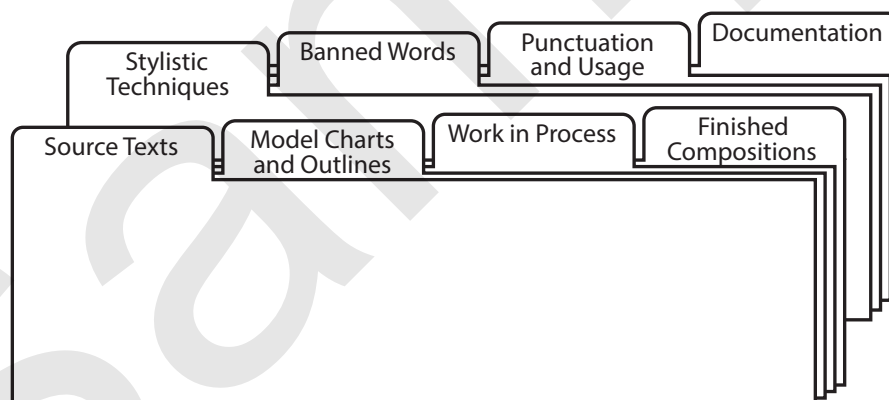 Stylistic
Techniques
Banned Words
Punctuation
and Usage
Documentation
Source Texts
Model Charts
and Outlines
Work in Process
Finished
Compositions